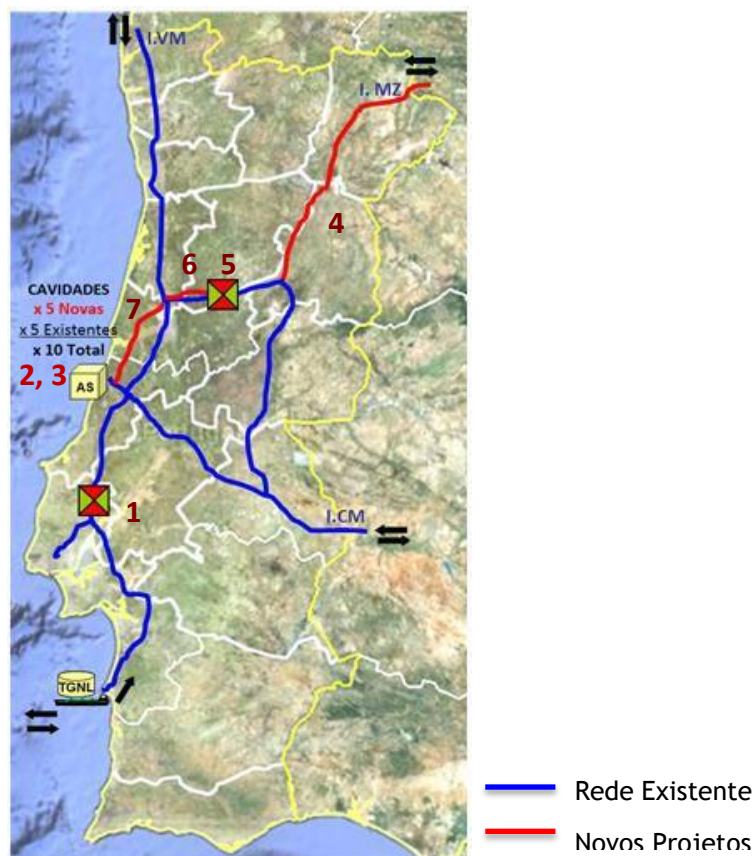 I.VM
I. MZ
4
6
5
CAVIDADES
x 5 Novas
x 5 Existentes
x 10 Total
7
2, 3
AS
1
I.CM
TGNL
Rede Existente
Novos Projetos